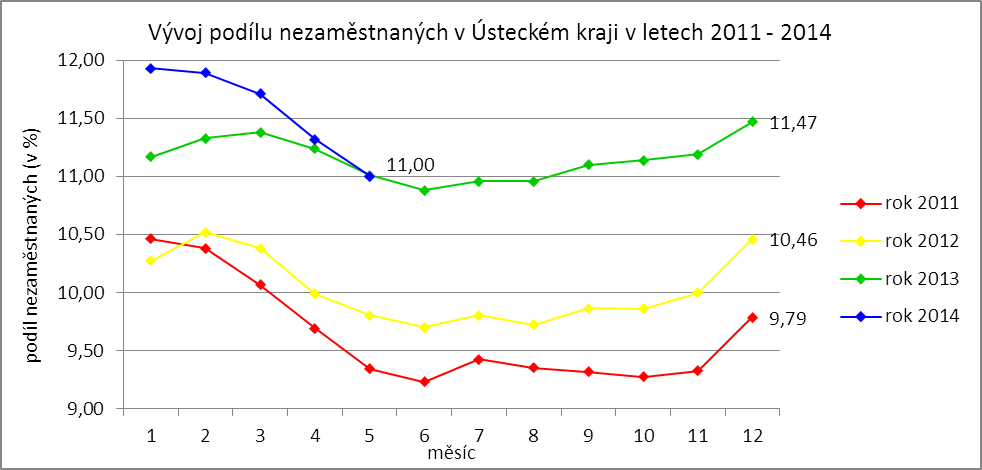 Vývoj podílu nezaměstnaných v Ústeckém kraji v letech 2011 - 2014
podíl nezaměstnaných (v %)
12,00
11,50
11,00
10,50
10,00
9,50
9,00
11,00
11,47
10,46
9,79
1 2 3 4 5 6 7 8 9 10 11 12
měsíc
rok 2011
rok 2012
rok 2013
rok 2014